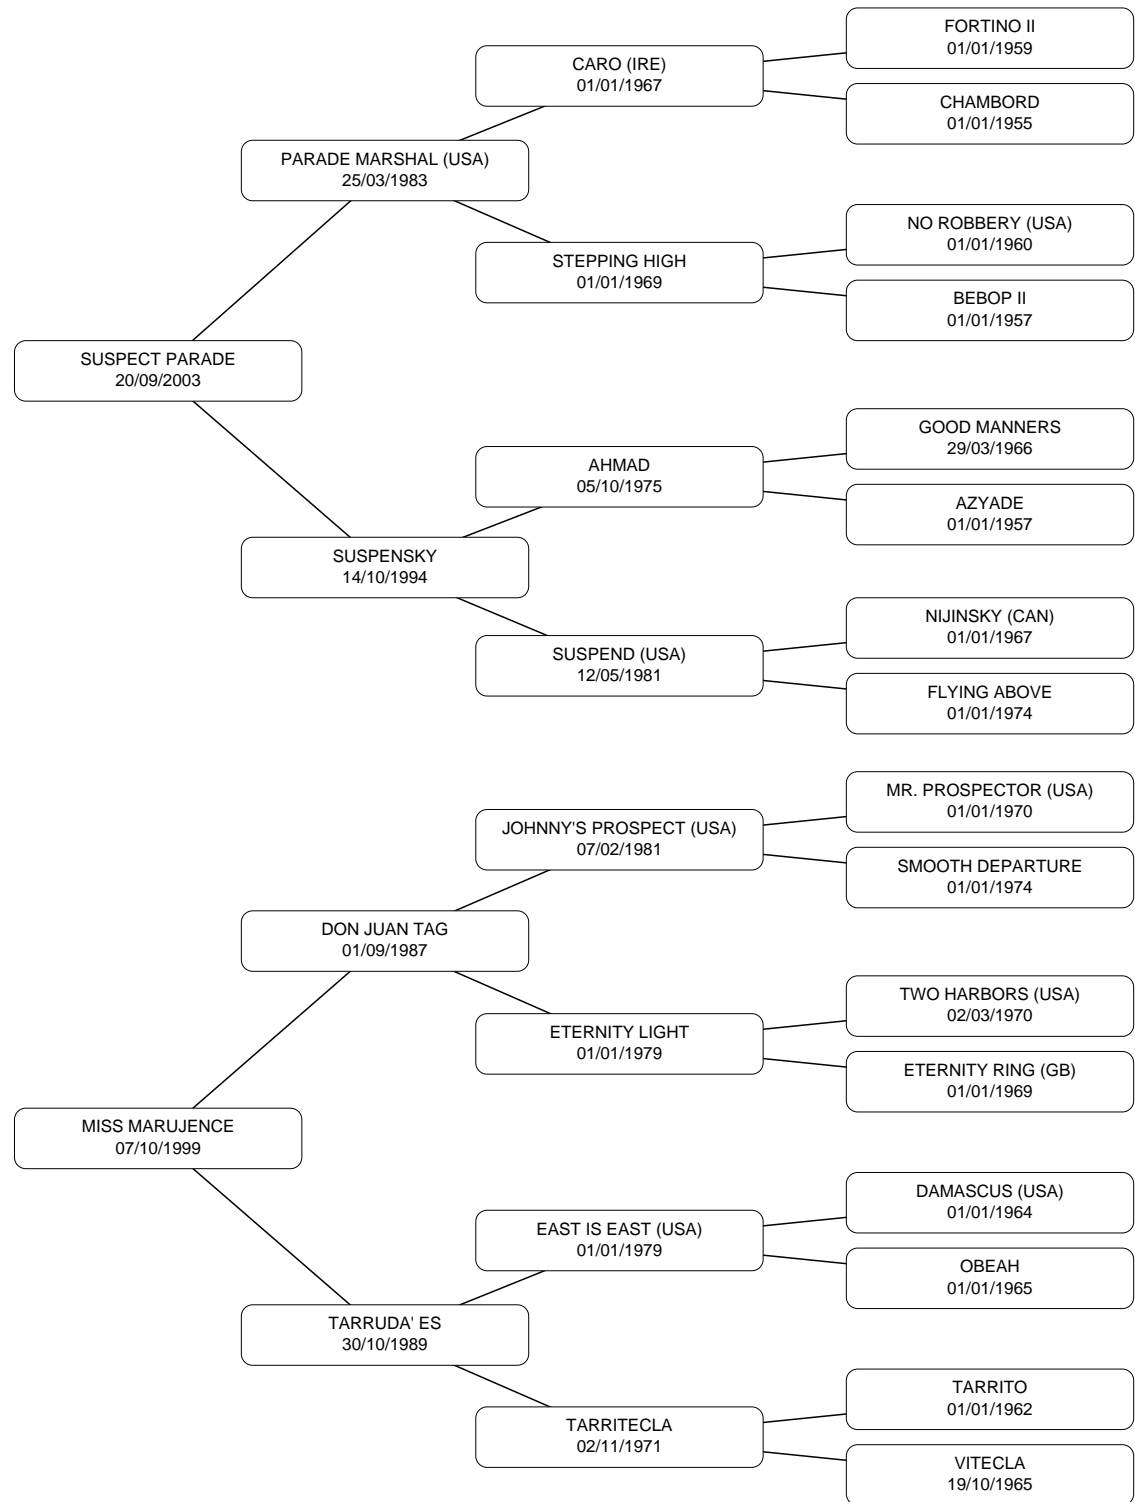 FORTINO II
01/01/1959
CARO (IRE)
01/01/1967
CHAMBORD
01/01/1955
PARADE MARSHAL (USA)
25/03/1983
NO ROBBERY (USA)
01/01/1960
STEPPING HIGH
01/01/1969
BEBOP II
01/01/1957
SUSPECT PARADE
20/09/2003
GOOD MANNERS
29/03/1966
AHMAD
05/10/1975
AZYADE
01/01/1957
SUSPENSKY
14/10/1994
NIJINSKY (CAN)
01/01/1967
SUSPEND (USA)
12/05/1981
FLYING ABOVE
01/01/1974
MR. PROSPECTOR (USA)
01/01/1970
JOHNNY'S PROSPECT (USA)
07/02/1981
SMOOTH DEPARTURE
01/01/1974
DON JUAN TAG
01/09/1987
TWO HARBORS (USA)
02/03/1970
ETERNITY LIGHT
01/01/1979
ETERNITY RING (GB)
01/01/1969
MISS MARUJENCE
07/10/1999
DAMASCUS (USA)
01/01/1964
EAST IS EAST (USA)
01/01/1979
OBEAH
01/01/1965
TARRUDA' ES
30/10/1989
TARRITO
01/01/1962
TARRITECLA
02/11/1971
VITECLA
19/10/1965